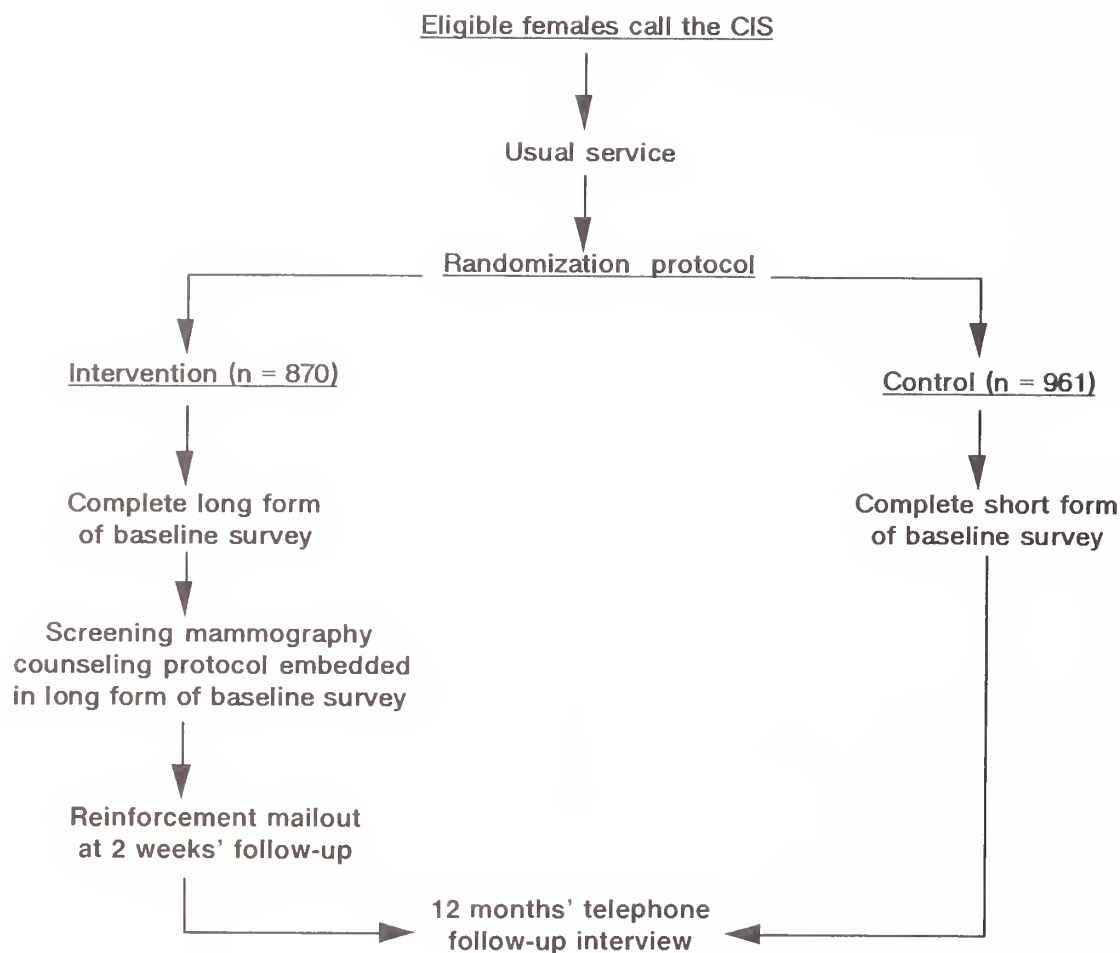 Eligible females call the CIS
Usual service
Randomization protocol
Intervention (n = 870)
Control (n = 961)
Complete long form
of baseline survey
Complete short form
of baseline survey
Screening mammography
counseling protocol embedded
in long form of baseline survey
Reinforcement mailout
at 2 weeks' follow-up
12 months' telephone
follow-up interview